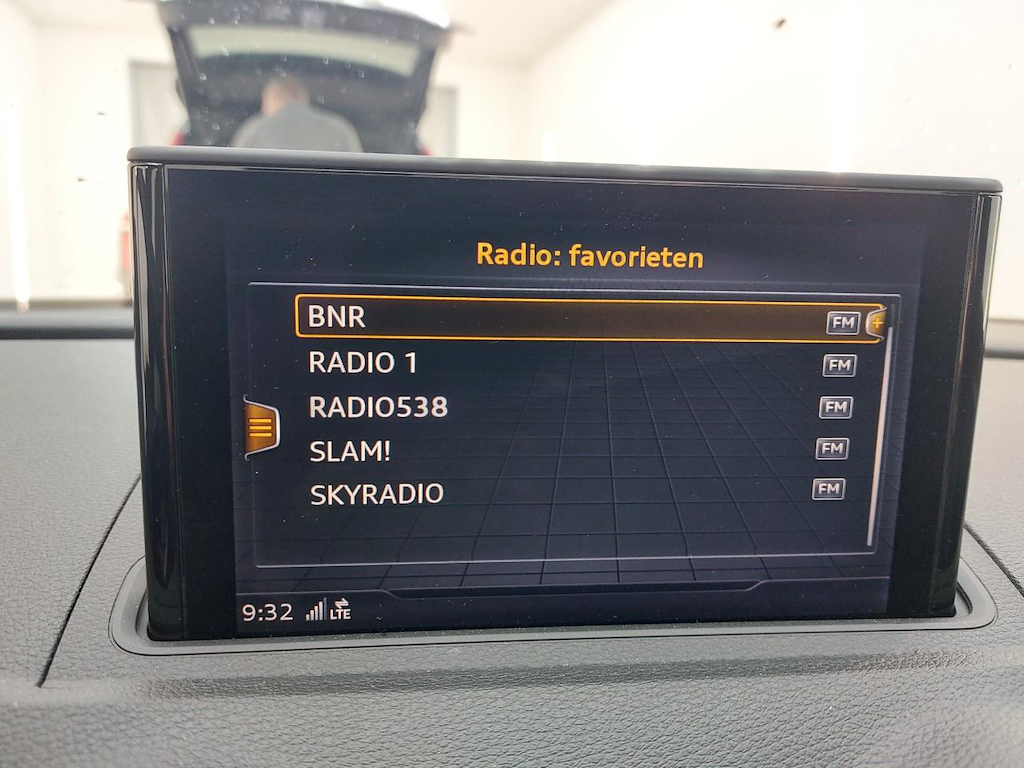 Radio: favorieten
BNR FM
RADIO 1 FM
RADIO538 FM
SLAM! FM
SKYRADIO FM
9:32 LTE